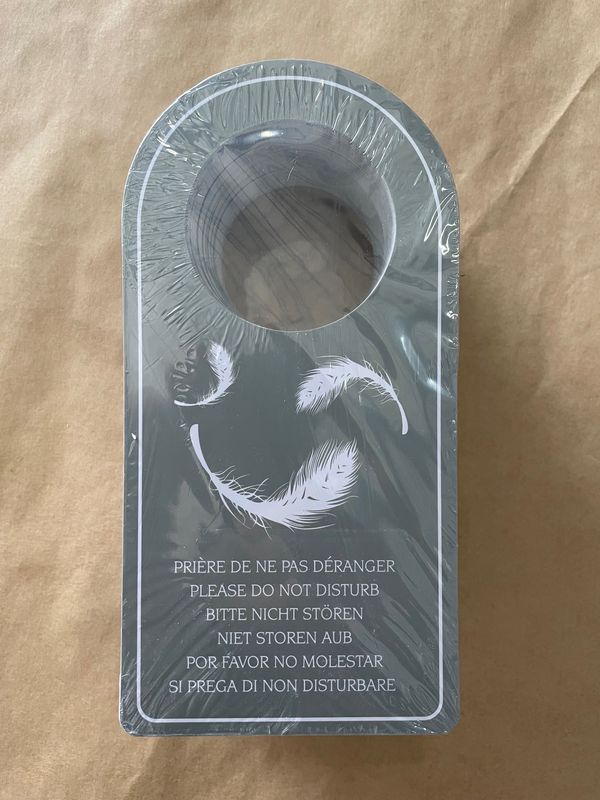 PRIÈRE DE NE PAS DÉRANGER
PLEASE DO NOT DISTURB
BITTE NICHT STÖREN
NIET STOREN AUB
POR FAVOR NO MOLESTAR
SI PREGA DI NON DISTURBARE